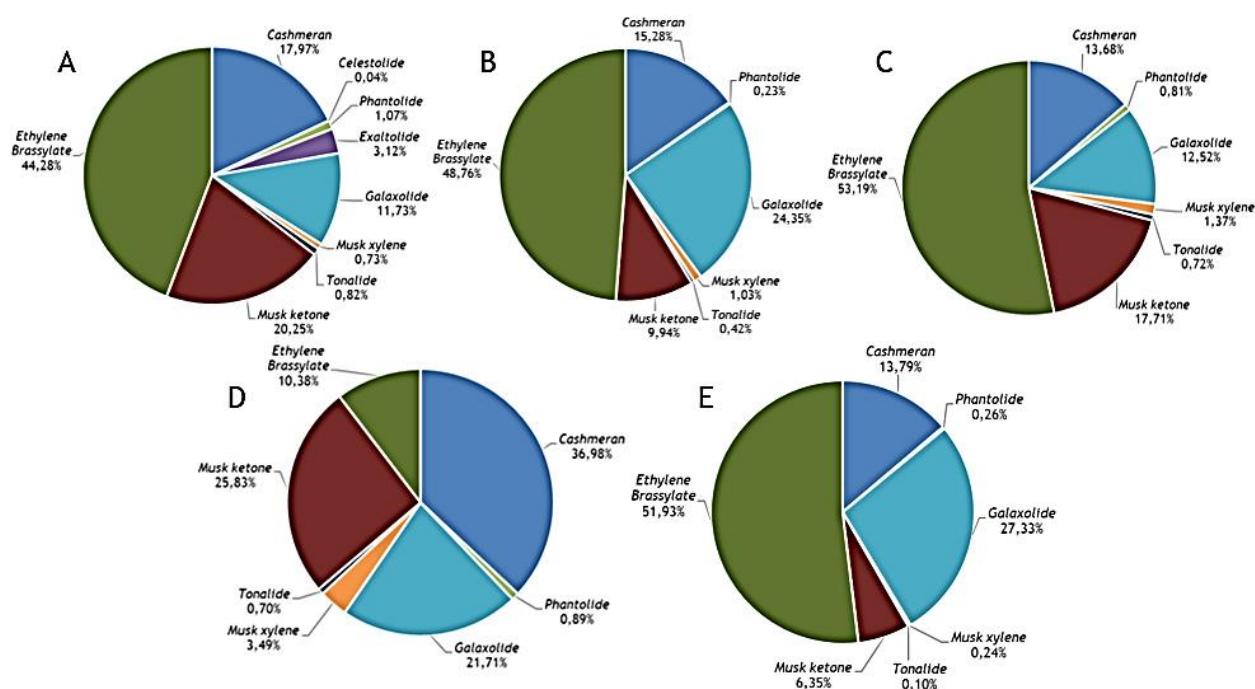 A
Cashmeran
17,97%
Celestolide
0,04%
Phantolide
1,07%
Exaltolide
3,12%
Galaxolide
11,73%
Musk xylene
0,73%
Tonalide
0,82%
Musk ketone
20,25%
Ethylene
Brassylate
44,28%
B
Cashmeran
15,28%
Phantolide
0,23%
Galaxolide
24,35%
Musk xylene
1,03%
Tonalide
0,42%
Musk ketone
9,94%
Ethylene
Brassylate
48,76%
C
Cashmeran
13,68%
Phantolide
0,81%
Galaxolide
12,52%
Musk xylene
1,37%
Tonalide
0,72%
Musk ketone
17,71%
Ethylene
Brassylate
53,19%
D
Cashmeran
36,98%
Phantolide
0,89%
Galaxolide
21,71%
Musk xylene
3,49%
Tonalide
0,70%
Musk ketone
25,83%
Ethylene
Brassylate
10,38%
E
Cashmeran
13,79%
Phantolide
0,26%
Galaxolide
27,33%
Musk xylene
0,24%
Tonalide
0,10%
Musk ketone
6,35%
Ethylene
Brassylate
51,93%